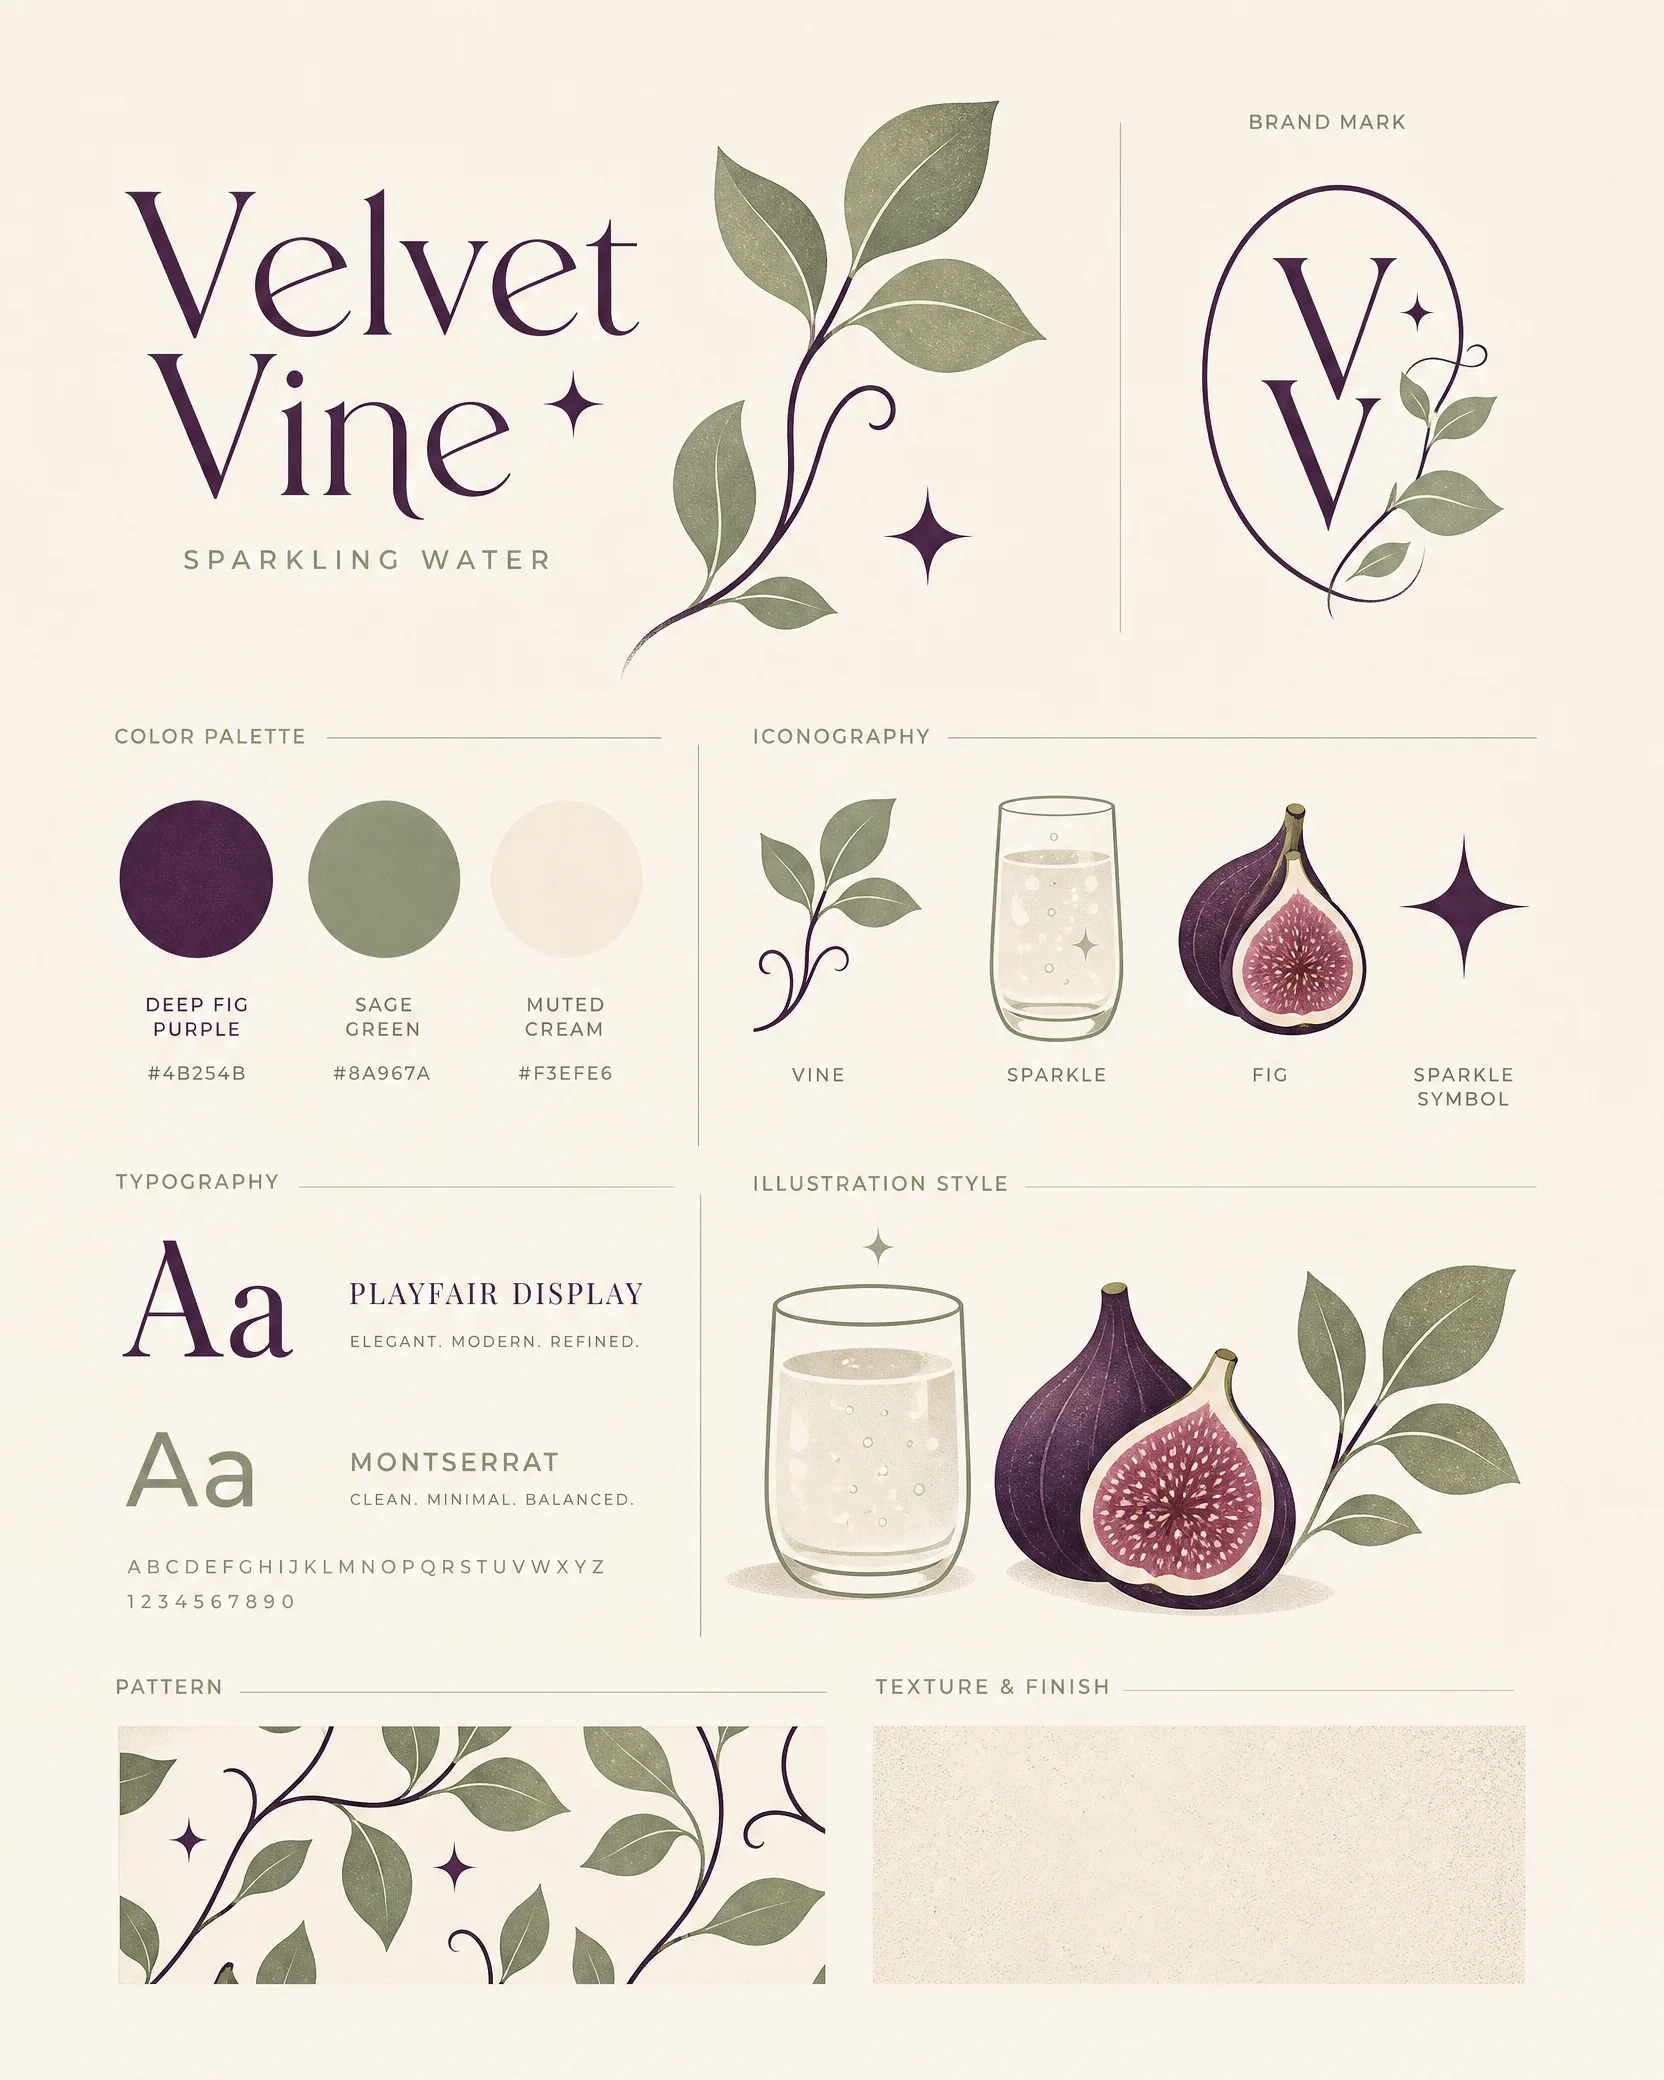 Velvet
Vine
SPARKLING WATER
BRAND MARK
V
V
COLOR PALETTE
DEEP FIG
PURPLE
#4B254B
SAGE
GREEN
#8A967A
MUTED
CREAM
#F3EFE6
ICONOGRAPHY
VINE
SPARKLE
FIG
SPARKLE
SYMBOL
TYPOGRAPHY
Aa
PLAYFAIR DISPLAY
ELEGANT. MODERN. REFINED.
Aa
MONTSERRAT
CLEAN. MINIMAL. BALANCED.
ABCDEFGHIJKLMNOPQRSTUVWXYZ
1234567890
ILLUSTRATION STYLE
PATTERN
TEXTURE & FINISH